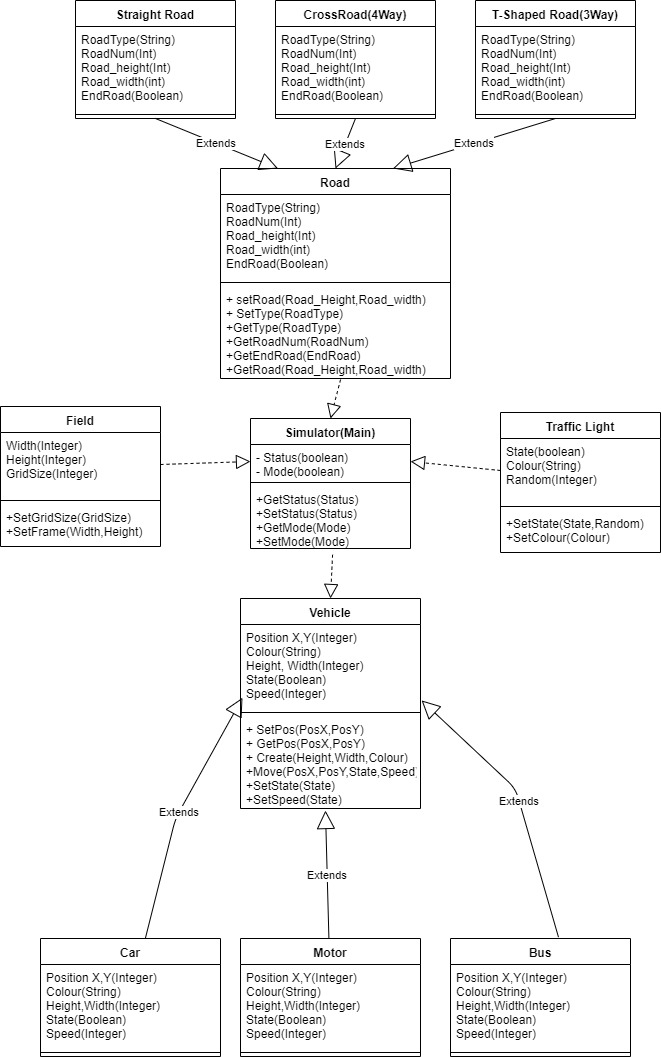 Straight Road
RoadType(String)
RoadNum(Int)
Road_height(Int)
Road_width(int)
EndRoad(Boolean)
CrossRoad(4Way)
RoadType(String)
RoadNum(Int)
Road_height(Int)
Road_width(int)
EndRoad(Boolean)
T-Shaped Road(3Way)
RoadType(String)
RoadNum(Int)
Road_height(Int)
Road_width(int)
EndRoad(Boolean)
Extends
Extends
Extends
Road
RoadType(String)
RoadNum(Int)
Road_height(Int)
Road_width(int)
EndRoad(Boolean)
+ setRoad(Road_Height,Road_width)
+ SetType(RoadType)
+GetType(RoadType)
+GetRoadNum(RoadNum)
+GetEndRoad(EndRoad)
+GetRoad(Road_Height,Road_width)
Field
Width(Integer)
Height(Integer)
GridSize(Integer)
+SetGridSize(GridSize)
+SetFrame(Width,Height)
Simulator(Main)
- Status(boolean)
- Mode(boolean)
+GetStatus(Status)
+SetStatus(Status)
+GetMode(Mode)
+SetMode(Mode)
Traffic Light
State(boolean)
Colour(String)
Random(Integer)
+SetState(State,Random)
+SetColour(Colour)
Vehicle
Position X,Y(Integer)
Colour(String)
Height, Width(Integer)
State(Boolean)
Speed(Integer)
+ SetPos(PosX,PosY)
+ GetPos(PosX,PosY)
+ Create(Height,Width,Colour)
+Move(PosX,PosY,State,Speed)
+SetState(State)
+SetSpeed(State)
Extends
Extends
Extends
Car
Position X,Y(Integer)
Colour(String)
Height,Width(Integer)
State(Boolean)
Speed(Integer)
Motor
Position X,Y(Integer)
Colour(String)
Height,Width(Integer)
State(Boolean)
Speed(Integer)
Bus
Position X,Y(Integer)
Colour(String)
Height,Width(Integer)
State(Boolean)
Speed(Integer)